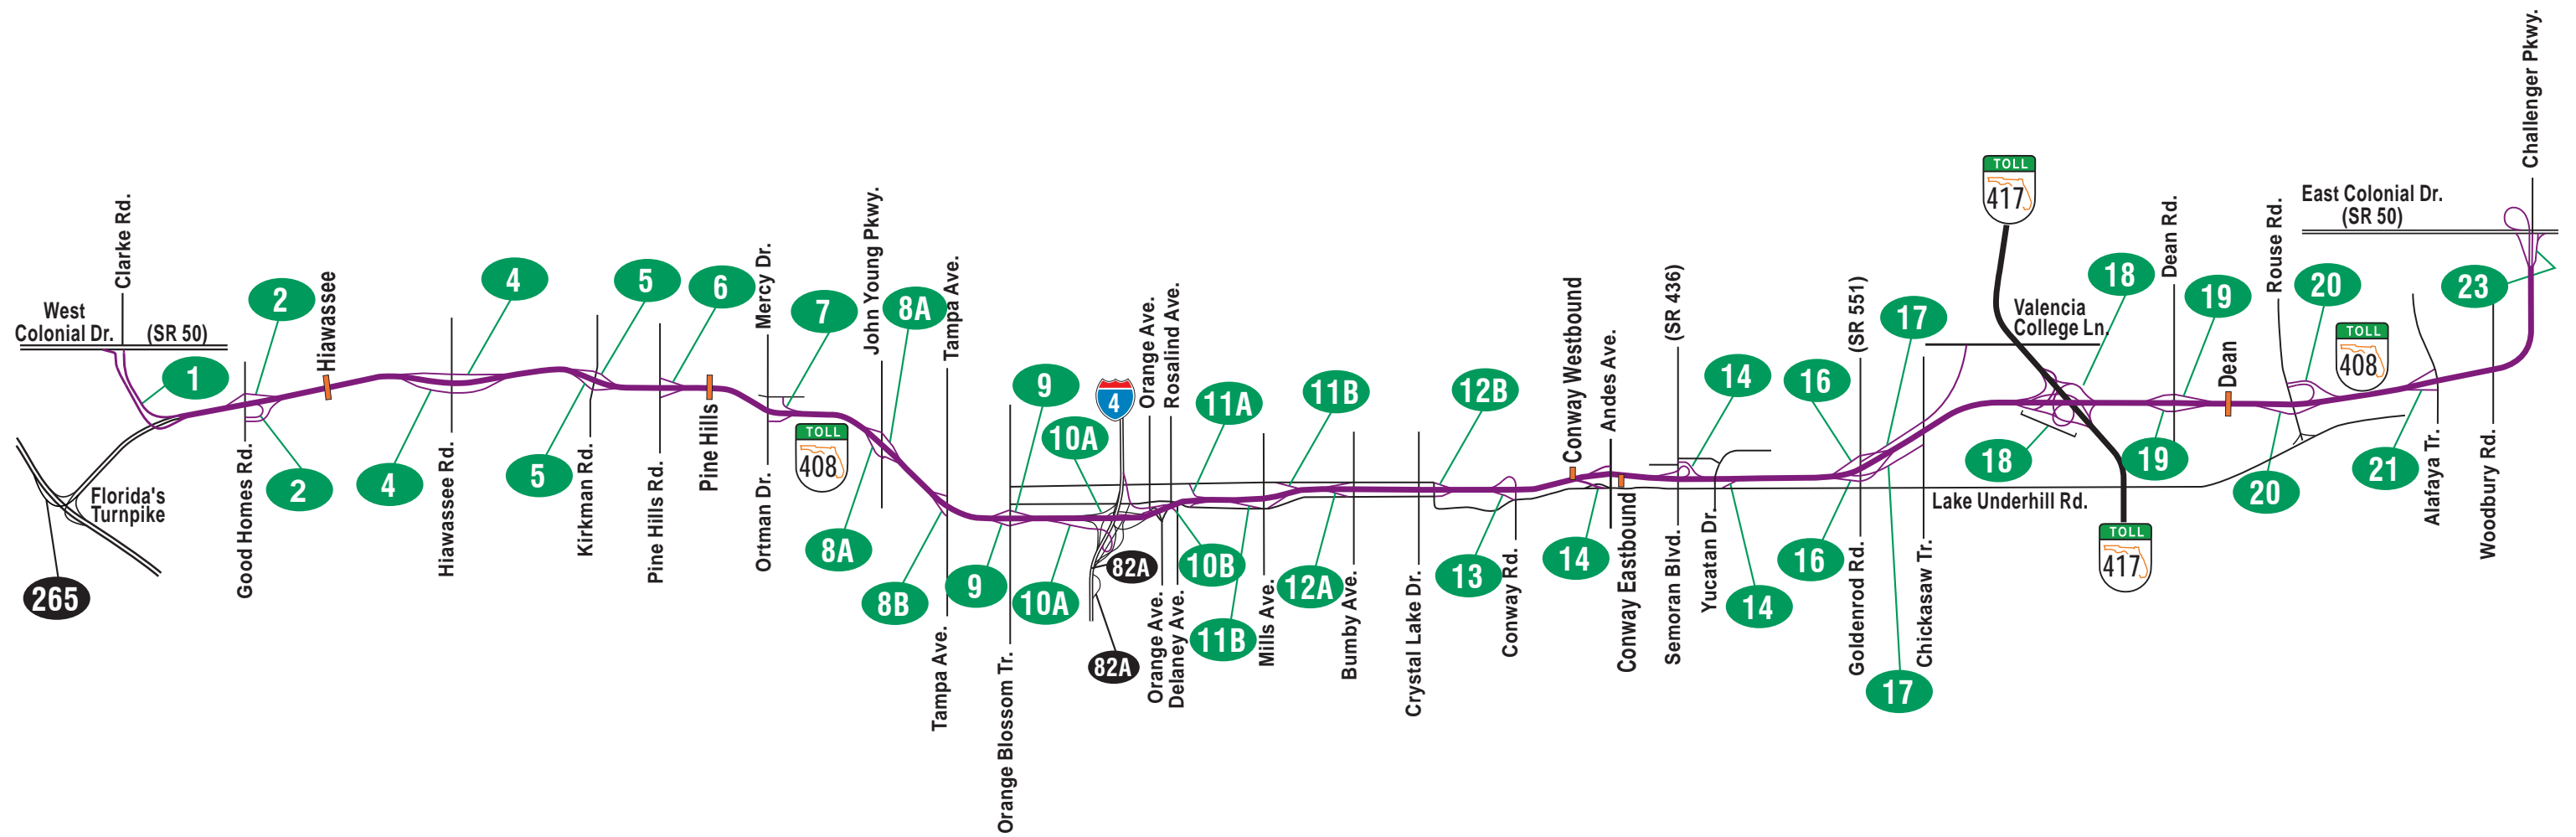 West
Colonial Dr.
(SR 50)
Clarke Rd.
1
265
Florida's
Turnpike
Good Homes Rd.
2
2
Hiawassee
4
4
Hiawassee Rd.
5
5
Kirkman Rd.
Pine Hills Rd.
6
Pine Hills
Mercy Dr.
Ortman Dr.
7
TOLL
408
John Young Pkwy.
8A
8A
8B
Tampa Ave.
Tampa Ave.
9
9
Orange Blossom Tr.
10A
10A
4
82A
82A
Orange Ave.
Rosalind Ave.
Orange Ave.
Delaney Ave.
10B
11A
11B
11B
Mills Ave.
12A
Bumby Ave.
Crystal Lake Dr.
12B
13
Conway Rd.
Conway Westbound
14
Andes Ave.
Conway Eastbound
(SR 436)
Semoran Blvd.
Yucatan Dr.
14
14
16
16
(SR 551)
Goldenrod Rd.
17
17
Chickasaw Tr.
Lake Underhill Rd.
TOLL
417
Valencia
College Ln.
18
18
TOLL
417
Dean Rd.
19
19
Dean
Rouse Rd.
20
20
TOLL
408
21
Alafaya Tr.
Woodbury Rd.
East Colonial Dr.
(SR 50)
23
Challenger Pkwy.